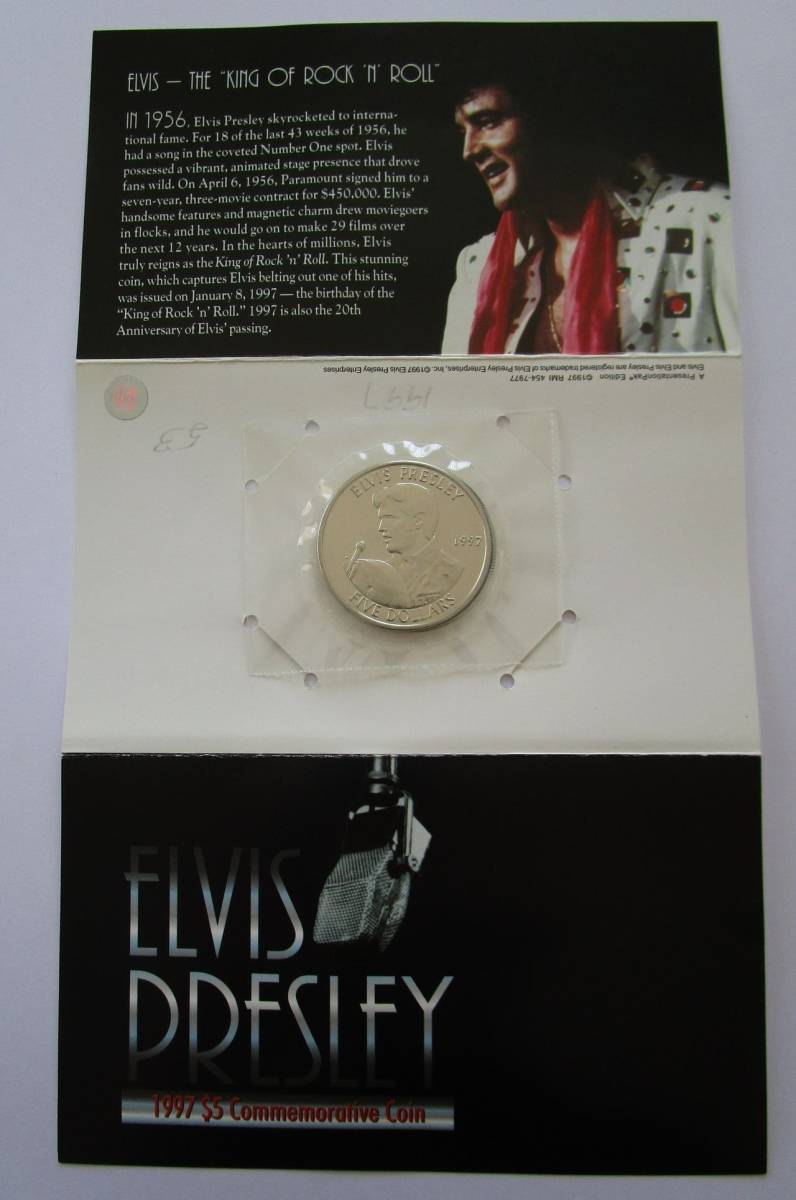 ELVIS — THE "KING OF ROCK 'N' ROLL"
IN 1956, Elvis Presley skyrocketed to interna-
tional fame. For 18 of the last 43 weeks of 1956, he
had a song in the coveted Number One spot. Elvis
possessed a vibrant, animated stage presence that drove
fans wild. On April 6, 1956, Paramount signed him to a
seven-year, three-movie contract for $450,000. Elvis'
handsome features and magnetic charm drew moviegoers
in flocks, and he would go on to make 29 films over
the next 12 years. In the hearts of millions, Elvis
truly reigns as the King of Rock 'n' Roll. This stunning
coin, which captures Elvis belting out one of his hits,
was issued on January 8, 1997 — the birthday of the
"King of Rock 'n' Roll." 1997 is also the 20th
Anniversary of Elvis' passing.
A PresentationPak® Edition ©1997 RMI 454-7977
Elvis and Elvis Presley are registered trademarks of Elvis Presley Enterprises, Inc. ©1997 Elvis Presley Enterprises
1997
53
ELVIS PRESLEY
1997
FIVE DOLLARS
ELVIS
PRESLEY
1997 $5 Commemorative Coin